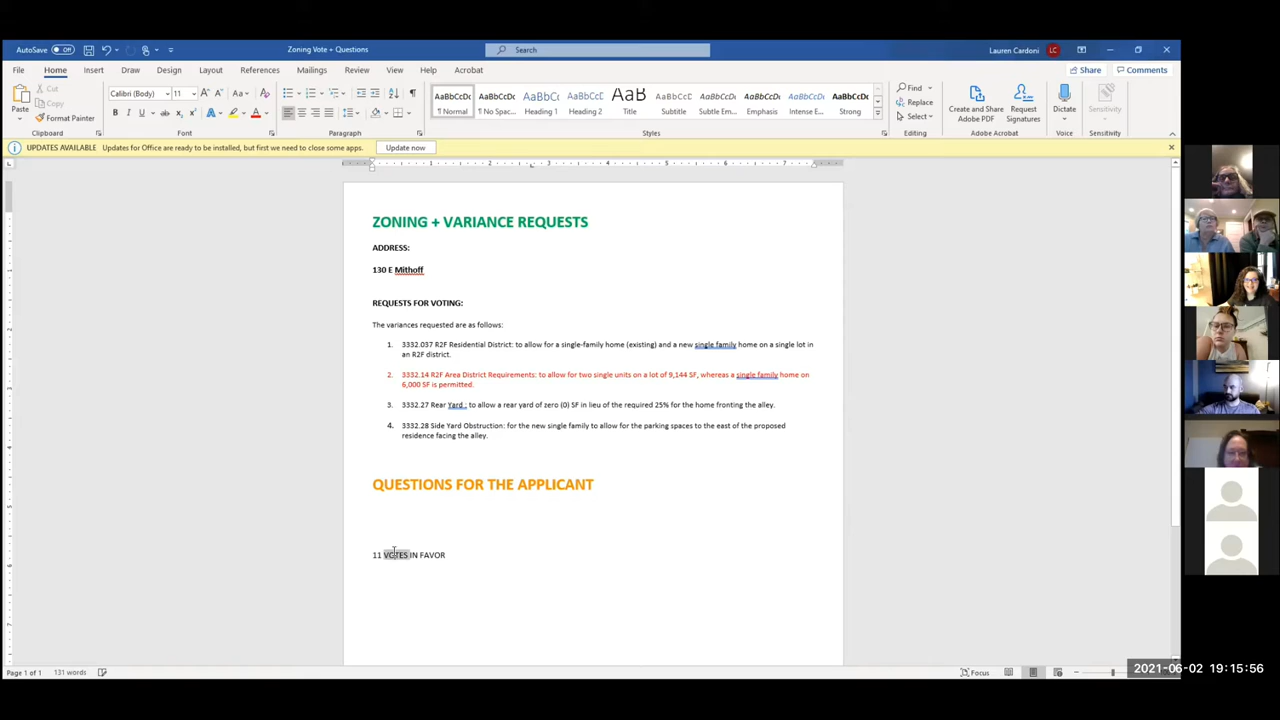 AutoSave Off
Zoning Vote + Questions
Search
Lauren Cardoni LC
File Home Insert Draw Design Layout References Mailings Review View Help Acrobat
Share Comments
Paste
Cut
Copy
Format Painter
Clipboard
Calibri (Body) 11
Font
Paragraph
AaBbCcDc AaBbCcDc AaBbCc AaBbCcC AaB AaBbCcC AaBbCcDc AaBbCcDc AaBbCcDc AaBbCcDc
¶ Normal ¶ No Spac... Heading 1 Heading 2 Title Subtitle Subtle Em... Emphasis Intense E... Strong
Styles
Find
Replace
Select
Editing
Create and Share Adobe PDF
Request Signatures
Adobe Acrobat
Dictate
Voice
Sensitivity
Sensitivity
UPDATES AVAILABLE Updates for Office are ready to be installed, but first we need to close some apps. Update now
ZONING + VARIANCE REQUESTS
ADDRESS:
130 E Mithoff
REQUESTS FOR VOTING:
The variances requested are as follows:
1. 3332.037 R2F Residential District: to allow for a single-family home (existing) and a new single family home on a single lot in
an R2F district.
2. 3332.14 R2F Area District Requirements: to allow for two single units on a lot of 9,144 SF, whereas a single family home on
6,000 SF is permitted.
3. 3332.27 Rear Yard ; to allow a rear yard of zero (0) SF in lieu of the required 25% for the home fronting the alley.
4. 3332.28 Side Yard Obstruction: for the new single family to allow for the parking spaces to the east of the proposed
residence facing the alley.
QUESTIONS FOR THE APPLICANT
11 VOTES IN FAVOR
Page 1 of 1 131 words
Focus
2021-06-02 19:15:56